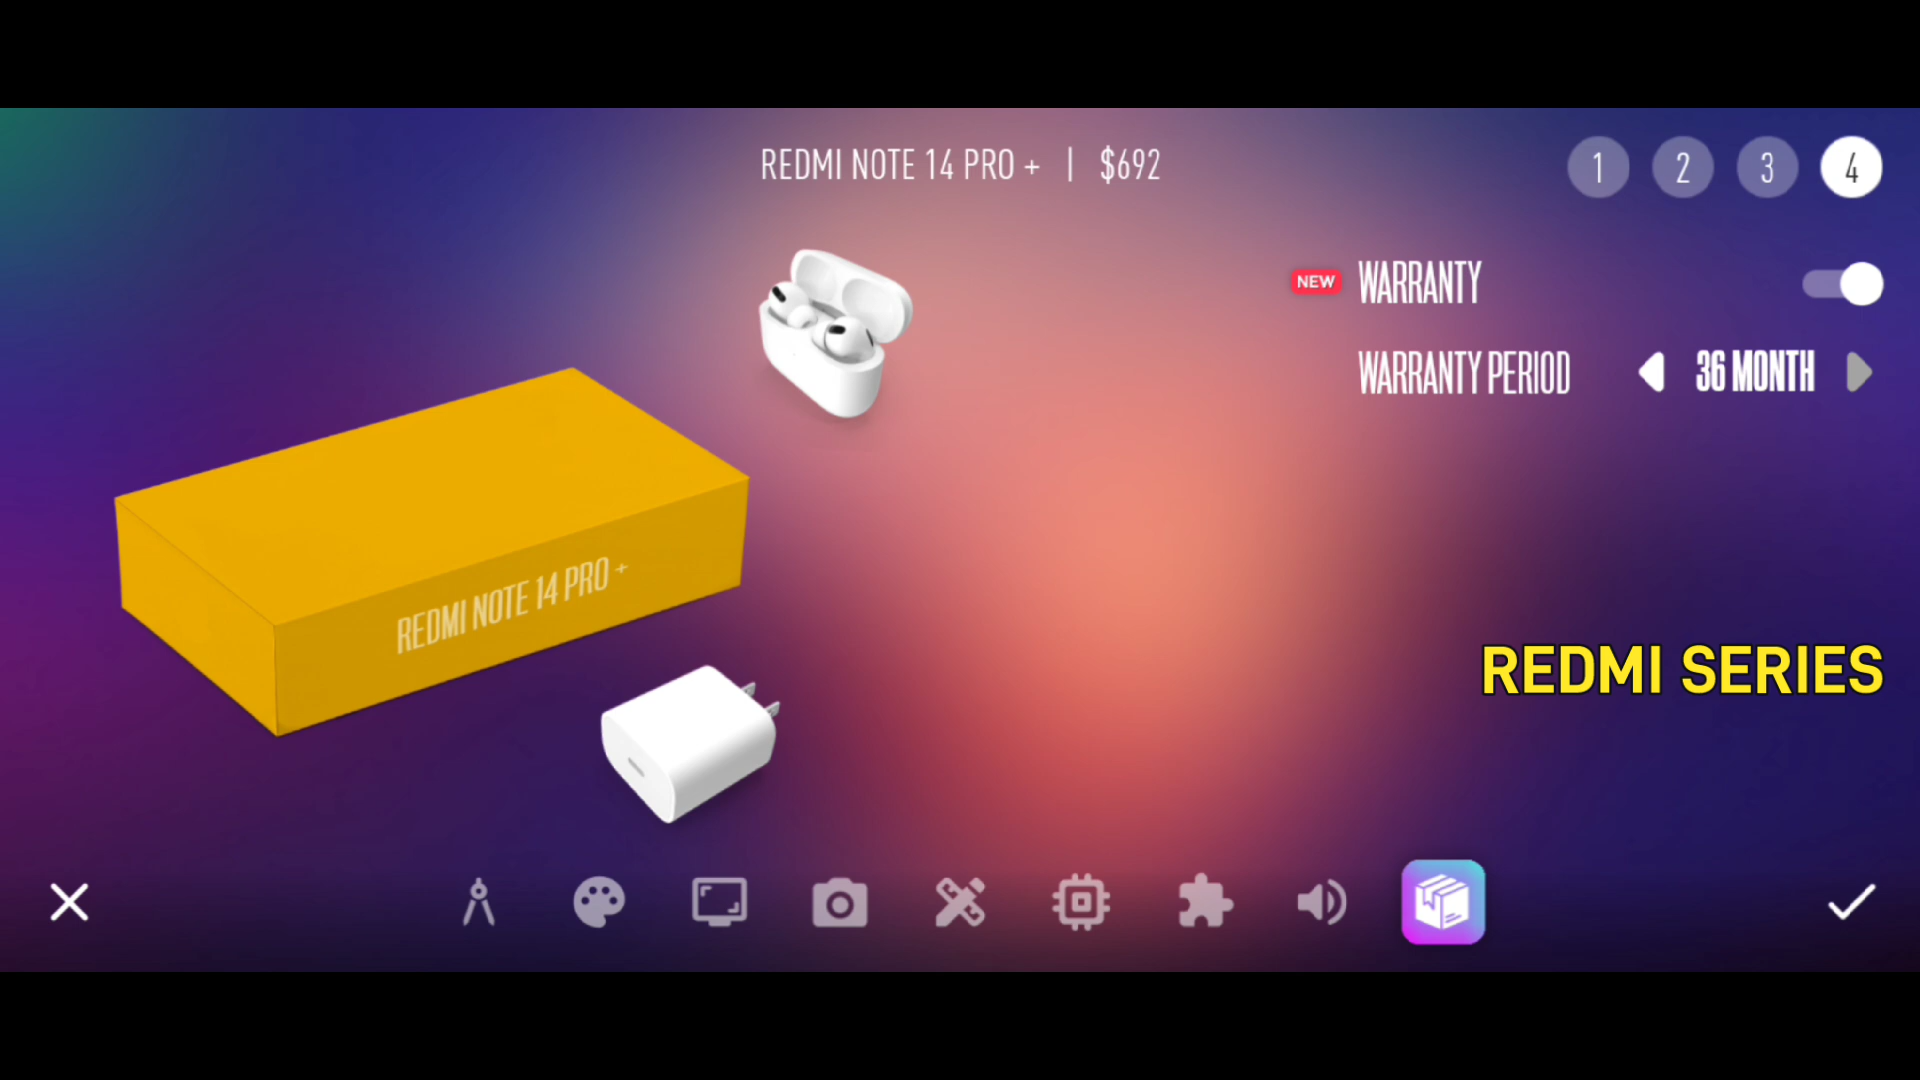 REDMI NOTE 14 PRO + | $692
1 2 3 4
NEW WARRANTY
WARRANTY PERIOD 36 MONTH
REDMI NOTE 14 PRO +
REDMI SERIES